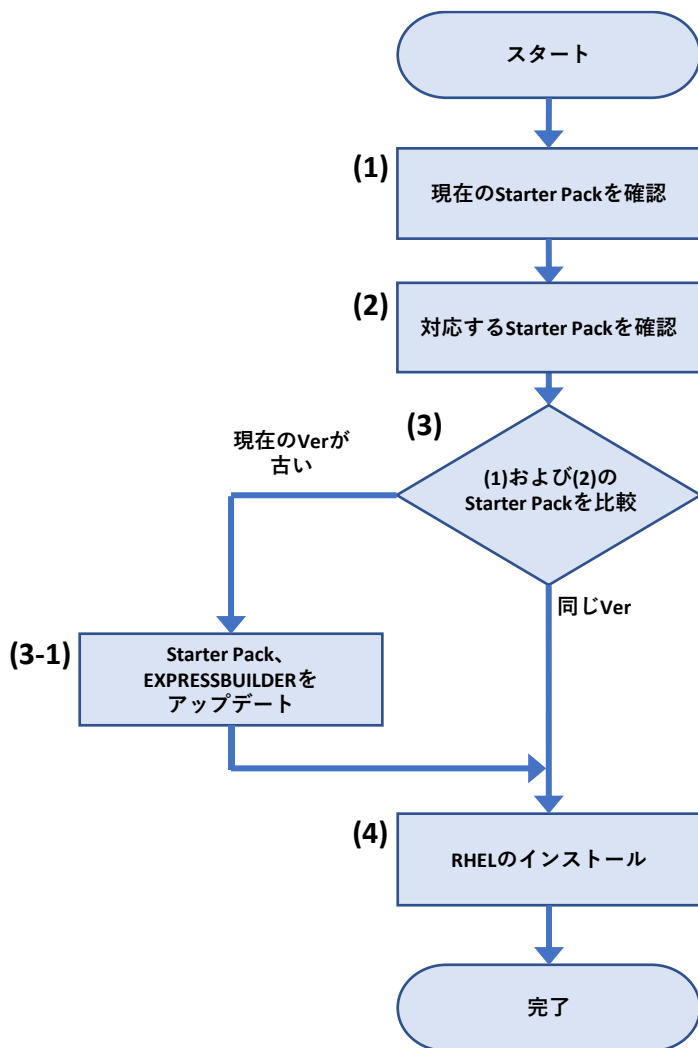 スタート
(1)
現在のStarter Packを確認
(2)
対応するStarter Packを確認
(3)
(1)および(2)の
Starter Packを比較
現在のVerが
古い
同じVer
(3-1)
Starter Pack、
EXPRESSBUILDERを
アップデート
(4)
RHELのインストール
完了